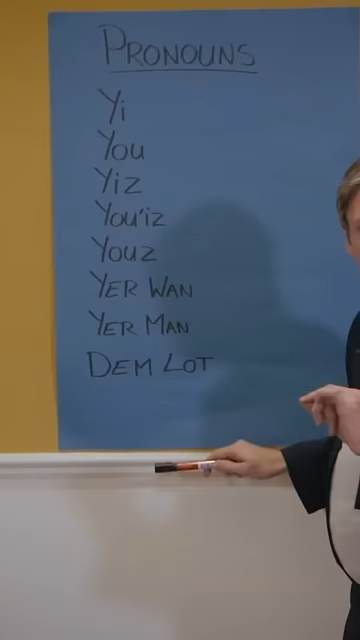 Pronouns
Yi
You
Yiz
You'iz
Youz
Yer Wan
Yer Man
Dem Lot